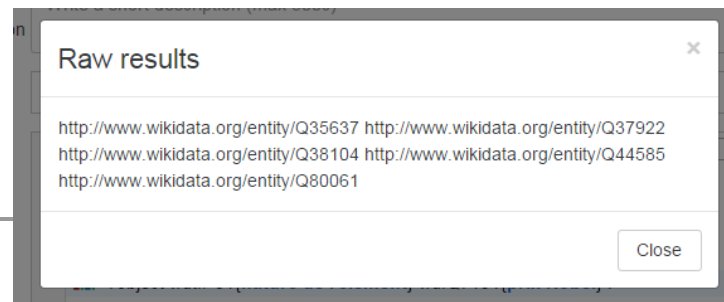 on
Raw results
×
http://www.wikidata.org/entity/Q35637 http://www.wikidata.org/entity/Q37922
http://www.wikidata.org/entity/Q38104 http://www.wikidata.org/entity/Q44585
http://www.wikidata.org/entity/Q80061
Close